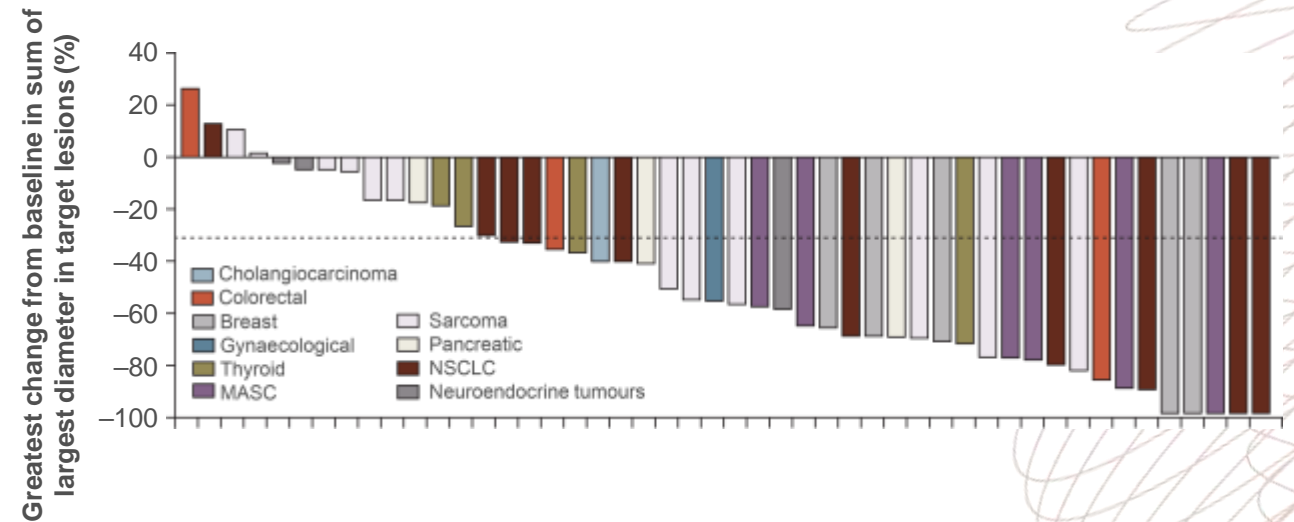 Greatest change from baseline in sum of
largest diameter in target lesions (%)
40
20
0
–20
–40
–60
–80
–100
Cholangiocarcinoma
Colorectal
Breast
Gynaecological
Thyroid
MASC
Sarcoma
Pancreatic
NSCLC
Neuroendocrine tumours